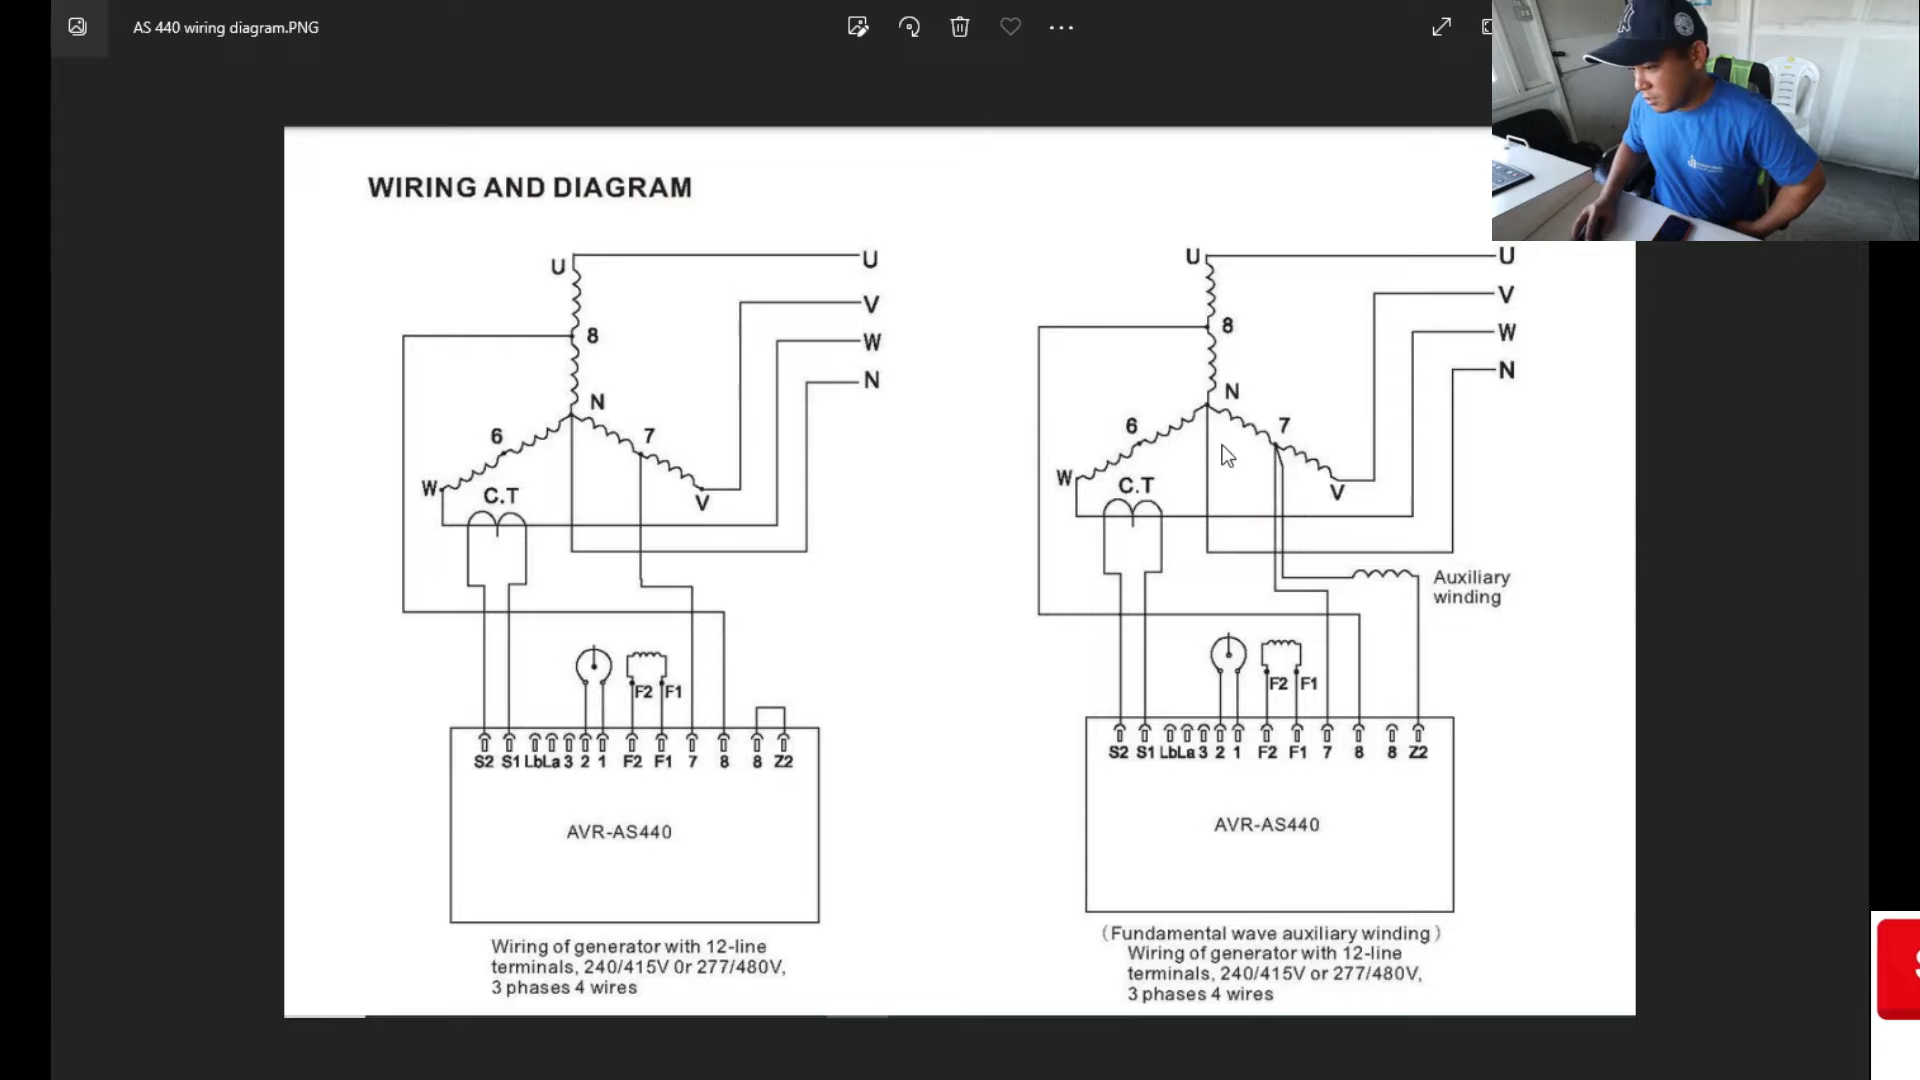 AS 440 wiring diagram.PNG
WIRING AND DIAGRAM
U
U
V
8
W
N
N
6
7
W
C.T
V
F2 F1
S2 S1 LbLa 3 2 1 F2 F1 7 8 8 Z2
AVR-AS440
Wiring of generator with 12-line
terminals, 240/415V 0r 277/480V,
3 phases 4 wires
U
U
V
8
W
N
N
6
7
W
C.T
V
Auxiliary
winding
F2 F1
S2 S1 LbLa 3 2 1 F2 F1 7 8 8 Z2
AVR-AS440
(Fundamental wave auxiliary winding)
Wiring of generator with 12-line
terminals, 240/415V or 277/480V,
3 phases 4 wires